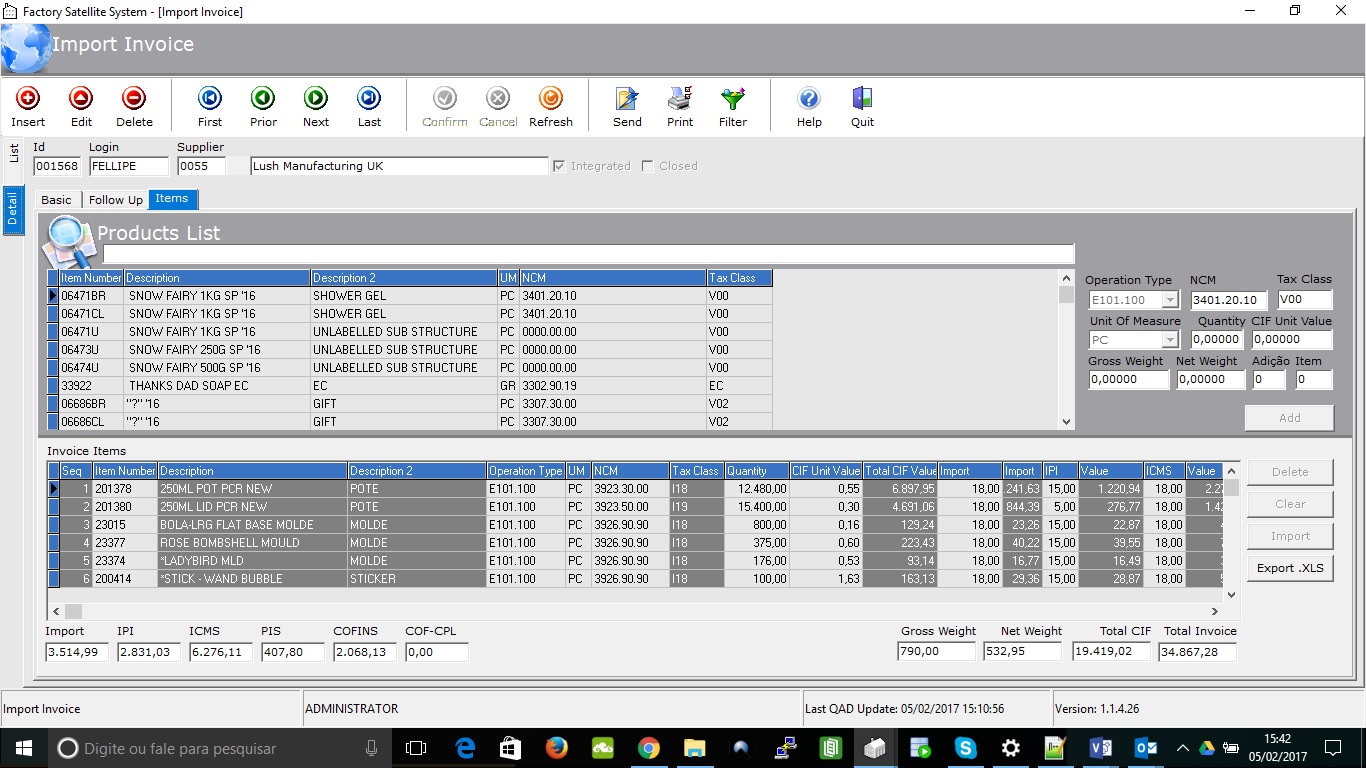 Factory Satellite System - [Import Invoice]
Import Invoice
Insert Edit Delete First Prior Next Last Confirm Cancel Refresh Send Print Filter Help Quit
List
Detail
Id Login Supplier
001568 FELLIPE 0055 Lush Manufacturing UK Integrated Closed
Basic Follow Up Items
Products List
Item Number Description Description 2 UM NCM Tax Class
06471BR SNOW FAIRY 1KG SP '16 SHOWER GEL PC 3401.20.10 V00
06471CL SNOW FAIRY 1KG SP '16 SHOWER GEL PC 3401.20.10 V00
06471U SNOW FAIRY 1KG SP '16 UNLABELLED SUB STRUCTURE PC 0000.00.00 V00
06473U SNOW FAIRY 250G SP '16 UNLABELLED SUB STRUCTURE PC 0000.00.00 V00
06474U SNOW FAIRY 500G SP '16 UNLABELLED SUB STRUCTURE PC 0000.00.00 V00
33922 THANKS DAD SOAP EC EC GR 3302.90.19 EC
06686BR "?" '16 GIFT PC 3307.30.00 V02
06686CL "?" '16 GIFT PC 3307.30.00 V02
Operation Type NCM Tax Class
E101.100 3401.20.10 V00
Unit Of Measure Quantity CIF Unit Value
PC 0,00000 0,00000
Gross Weight Net Weight Adição Item
0,00000 0,00000 0 0
Add
Invoice Items
Seq Item Number Description Description 2 Operation Type UM NCM Tax Class Quantity CIF Unit Value Total CIF Value Import Import IPI Value ICMS Value
1 201378 250ML POT PCR NEW POTE E101.100 PC 3923.30.00 I18 12.480,00 0,55 6.897,95 18,00 .241,63 15,00 1.220,94 18,00 2.27
2 201380 250ML LID PCR NEW POTE E101.100 PC 3923.50.00 I19 15.400,00 0,30 4.691,06 18,00 844,39 5,00 276,77 18,00 1.42
3 23015 BOLA-LRG FLAT BASE MOLDE MOLDE E101.100 PC 3926.90.90 I18 800,00 0,16 129,24 18,00 23,26 15,00 22,87 18,00
4 23377 ROSE BOMBSHELL MOULD MOLDE E101.100 PC 3926.90.90 I18 375,00 0,60 223,43 18,00 40,22 15,00 39,55 18,00
5 23374 *LADYBIRD MLD MOLDE E101.100 PC 3926.90.90 I18 176,00 0,53 93,14 18,00 16,77 15,00 16,49 18,00
6 200414 *STICK - WAND BUBBLE STICKER E101.100 PC 3926.90.90 I18 100,00 1,63 163,13 18,00 29,36 15,00 28,87 18,00
Delete
Clear
Import
Export .XLS
Import IPI ICMS PIS COFINS COF-CPL Gross Weight Net Weight Total CIF Total Invoice
3.514,99 2.831,03 6.276,11 407,80 2.068,13 0,00 790,00 532,95 19.419,02 34.867,28
Import Invoice ADMINISTRATOR Last QAD Update: 05/02/2017 15:10:56 Version: 1.1.4.26
Digite ou fale para pesquisar
15:42
05/02/2017